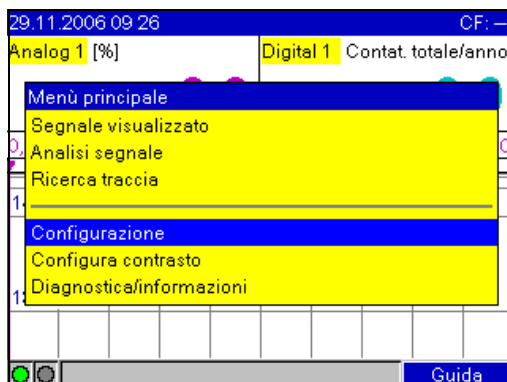 29.11.2006 09 26 CF: –
Analog 1 [%] Digital 1 Contat. totale/anno
Menù principale
Segnale visualizzato
Analisi segnale
Ricerca traccia
Configurazione
Configura contrasto
Diagnostica/informazioni
Guida